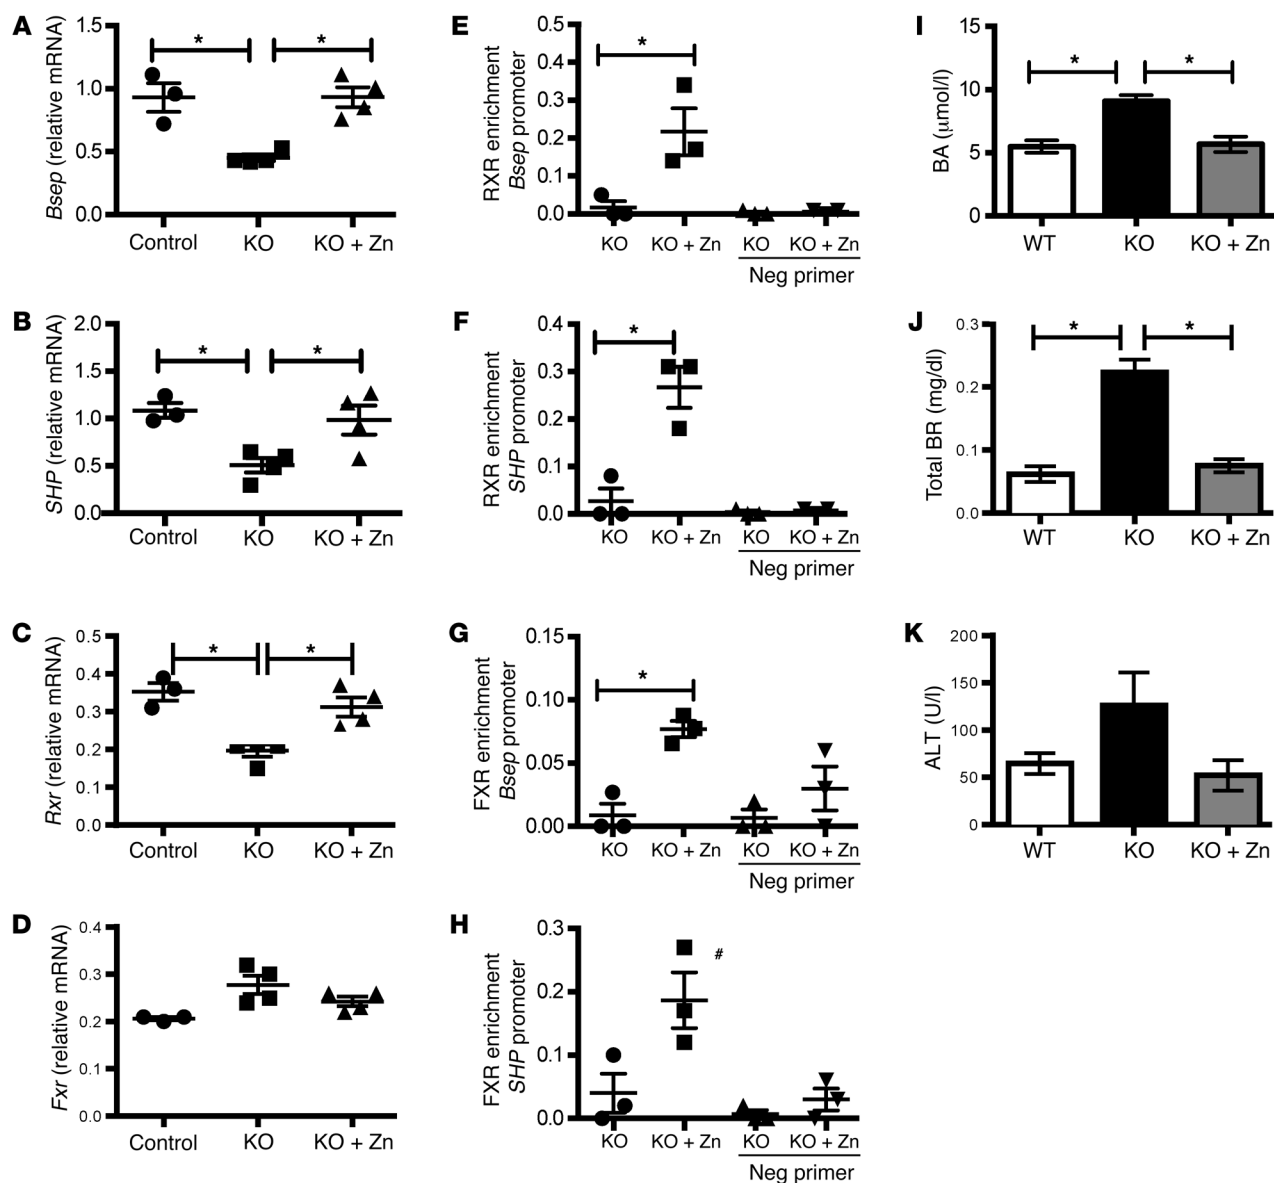 A
Bsep (relative mRNA)
1.5
1.0
0.5
0.0
*
*
Control
KO
KO + Zn
E
RXR enrichment
Bsep promoter
0.5
0.4
0.3
0.2
0.1
0.0
*
KO
KO + Zn
KO
KO + Zn
Neg primer
I
BA (μmol/l)
15
10
5
0
*
*
WT
KO
KO + Zn
B
SHP (relative mRNA)
2.0
1.5
1.0
0.5
0.0
*
*
Control
KO
KO + Zn
F
RXR enrichment
SHP promoter
0.4
0.3
0.2
0.1
0.0
*
KO
KO + Zn
KO
KO + Zn
Neg primer
J
Total BR (mg/dl)
0.3
0.2
0.1
0.0
*
*
WT
KO
KO + Zn
C
Rxr (relative mRNA)
0.5
0.4
0.3
0.2
0.1
0.0
*
*
Control
KO
KO + Zn
G
FXR enrichment
Bsep promoter
0.15
0.10
0.05
0.00
*
KO
KO + Zn
KO
KO + Zn
Neg primer
K
ALT (U/l)
200
150
100
50
0
WT
KO
KO + Zn
D
Fxr (relative mRNA)
0.4
0.3
0.2
0.1
0.0
Control
KO
KO + Zn
H
FXR enrichment
SHP promoter
0.3
0.2
0.1
0.0
#
KO
KO + Zn
KO
KO + Zn
Neg primer